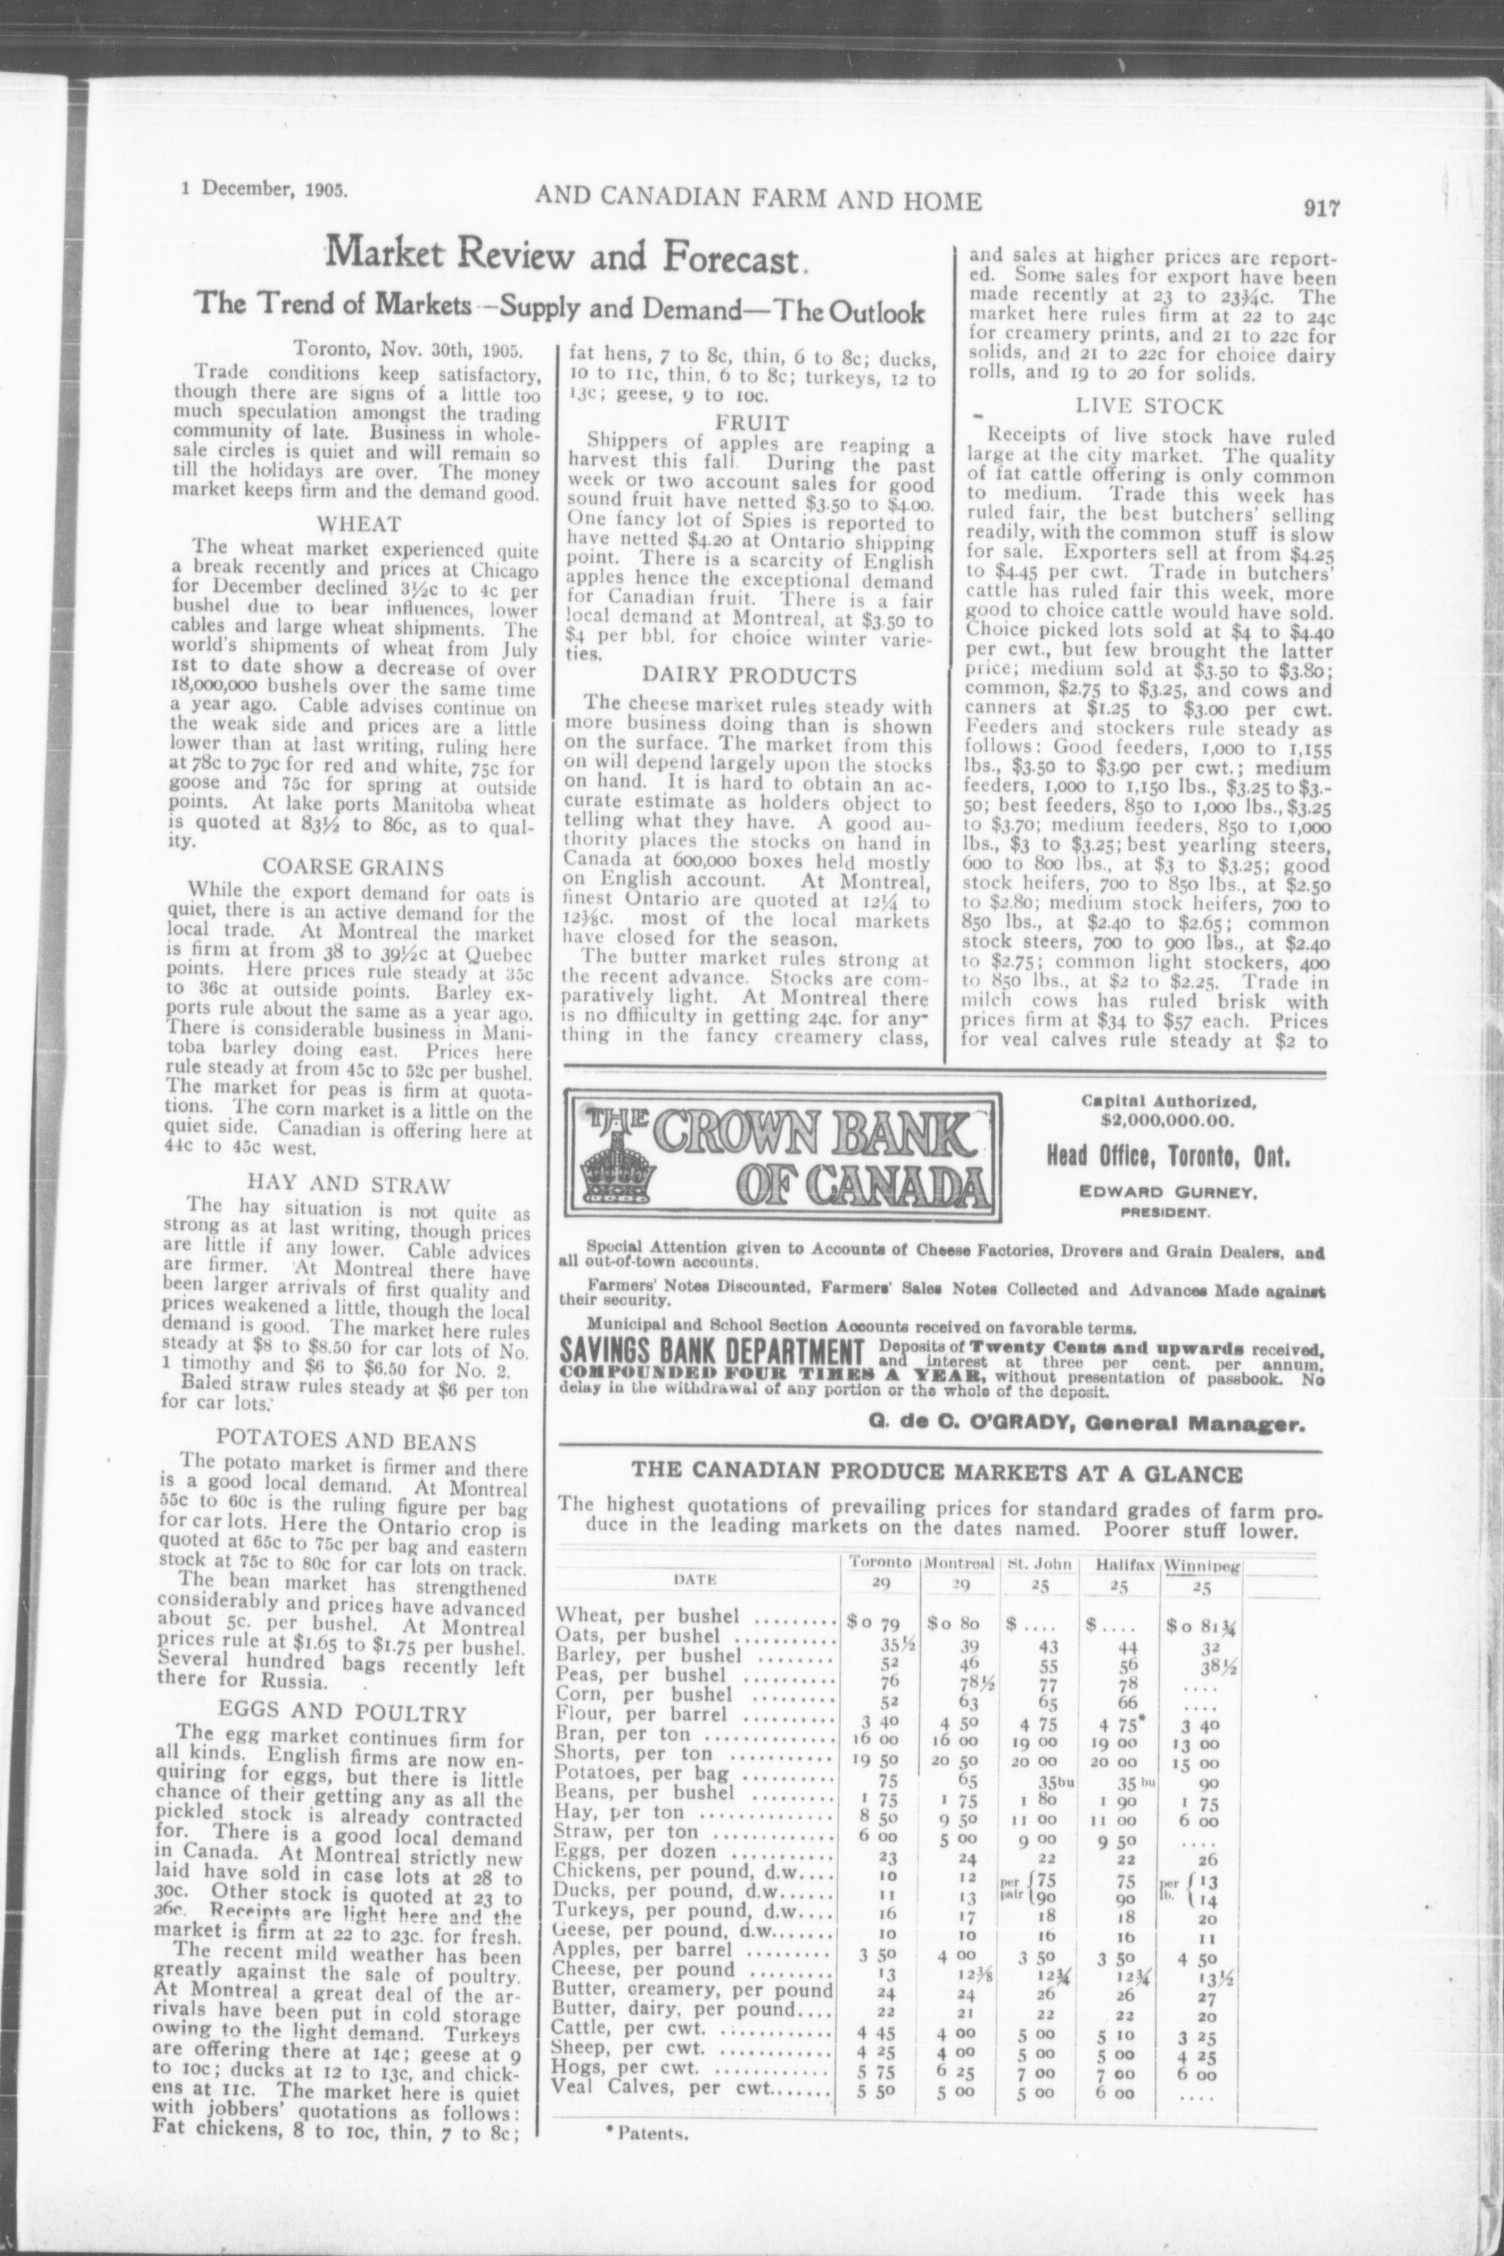 1 December, 1905.
AND CANADIAN FARM AND HOME
917
Market Review and Forecast.
The Trend of Markets—Supply and Demand—The Outlook
Toronto, Nov. 30th, 1905.
Trade conditions keep satisfactory,
though there are signs of a little too
much speculation amongst the trading
community of late. Business in whole-
sale circles is quiet and will remain so
till the holidays are over. The money
market keeps firm and the demand good.
WHEAT
The wheat market experienced quite
a break recently and prices at Chicago
for December declined 3½c to 4c per
bushel due to bear influences, lower
cables and large wheat shipments. The
world's shipments of wheat from July
1st to date show a decrease of over
18,000,000 bushels over the same time
a year ago. Cable advises continue on
the weak side and prices are a little
lower than at last writing, ruling here
at 78c to 79c for red and white, 75c for
goose and 75c for spring at outside
points. At lake ports Manitoba wheat
is quoted at 83½ to 86c, as to qual-
ity.
COARSE GRAINS
While the export demand for oats is
quiet, there is an active demand for the
local trade. At Montreal the market
is firm at from 38 to 39½c at Quebec
points. Here prices rule steady at 35c
to 36c at outside points. Barley ex-
ports rule about the same as a year ago.
There is considerable business in Mani-
toba barley doing east. Prices here
rule steady at from 45c to 52c per bushel.
The market for peas is firm at quota-
tions. The corn market is a little on the
quiet side. Canadian is offering here at
44c to 45c west.
HAY AND STRAW
The hay situation is not quite as
strong as at last writing, though prices
are little if any lower. Cable advices
are firmer. At Montreal there have
been larger arrivals of first quality and
prices weakened a little, though the local
demand is good. The market here rules
steady at $8 to $8.50 for car lots of No.
1 timothy and $6 to $6.50 for No. 2.
Baled straw rules steady at $6 per ton
for car lots.
POTATOES AND BEANS
The potato market is firmer and there
is a good local demand. At Montreal
55c to 60c is the ruling figure per bag
for car lots. Here the Ontario crop is
quoted at 65c to 75c per bag and eastern
stock at 75c to 80c for car lots on track.
The bean market has strengthened
considerably and prices have advanced
about 5c. per bushel. At Montreal
prices rule at $1.65 to $1.75 per bushel.
Several hundred bags recently left
there for Russia.
EGGS AND POULTRY
The egg market continues firm for
all kinds. English firms are now en-
quiring for eggs, but there is little
chance of their getting any as all the
pickled stock is already contracted
for. There is a good local demand
in Canada. At Montreal strictly new
laid have sold in case lots at 28 to
30c. Other stock is quoted at 23 to
26c. Receipts are light here and the
market is firm at 22 to 23c. for fresh.
The recent mild weather has been
greatly against the sale of poultry.
At Montreal a great deal of the ar-
rivals have been put in cold storage
owing to the light demand. Turkeys
are offering there at 14c; geese at 9
to 10c; ducks at 12 to 13c, and chick-
ens at 11c. The market here is quiet
with jobbers' quotations as follows:
Fat chickens, 8 to 10c, thin, 7 to 8c;
fat hens, 7 to 8c, thin, 6 to 8c; ducks,
10 to 11c, thin, 6 to 8c; turkeys, 12 to
13c; geese, 9 to 10c.
FRUIT
Shippers of apples are reaping a
harvest this fall. During the past
week or two account sales for good
sound fruit have netted $3.50 to $4.00.
One fancy lot of Spies is reported to
have netted $4.20 at Ontario shipping
point. There is a scarcity of English
apples hence the exceptional demand
for Canadian fruit. There is a fair
local demand at Montreal, at $3.50 to
$4 per bbl. for choice winter varie-
ties.
DAIRY PRODUCTS
The cheese market rules steady with
more business doing than is shown
on the surface. The market from this
on will depend largely upon the stocks
on hand. It is hard to obtain an ac-
curate estimate as holders object to
telling what they have. A good au-
thority places the stocks on hand in
Canada at 600,000 boxes held mostly
on English account. At Montreal,
finest Ontario are quoted at 12¼ to
12⅜c. most of the local markets
have closed for the season.
The butter market rules strong at
the recent advance. Stocks are com-
paratively light. At Montreal there
is no dfficulty in getting 24c. for any-
thing in the fancy creamery class,
and sales at higher prices are report-
ed. Some sales for export have been
made recently at 23 to 23¾c. The
market here rules firm at 22 to 24c
for creamery prints, and 21 to 22c for
solids, and 21 to 22c for choice dairy
rolls, and 19 to 20 for solids.
LIVE STOCK
Receipts of live stock have ruled
large at the city market. The quality
of fat cattle offering is only common
to medium. Trade this week has
ruled fair, the best butchers' selling
readily, with the common stuff is slow
for sale. Exporters sell at from $4.25
to $4.45 per cwt. Trade in butchers'
cattle has ruled fair this week, more
good to choice cattle would have sold.
Choice picked lots sold at $4 to $4.40
per cwt., but few brought the latter
price; medium sold at $3.50 to $3.80;
common, $2.75 to $3.25, and cows and
canners at $1.25 to $3.00 per cwt.
Feeders and stockers rule steady as
follows: Good feeders, 1,000 to 1,155
lbs., $3.50 to $3.90 per cwt.; medium
feeders, 1,000 to 1,150 lbs., $3.25 to $3.-
50; best feeders, 850 to 1,000 lbs., $3.25
to $3.70; medium feeders, 850 to 1,000
lbs., $3 to $3.25; best yearling steers,
600 to 800 lbs., at $3 to $3.25; good
stock heifers, 700 to 850 lbs., at $2.50
to $2.80; medium stock heifers, 700 to
850 lbs., at $2.40 to $2.65; common
stock steers, 700 to 900 lbs., at $2.40
to $2.75; common light stockers, 400
to 850 lbs., at $2 to $2.25. Trade in
milch cows has ruled brisk with
prices firm at $34 to $57 each. Prices
for veal calves rule steady at $2 to
THE CROWN BANK
OF CANADA
Capital Authorized,
$2,000,000.00.
Head Office, Toronto, Ont.
EDWARD GURNEY,
PRESIDENT.
Special Attention given to Accounts of Cheese Factories, Drovers and Grain Dealers, and
all out-of-town accounts.
Farmers' Notes Discounted, Farmers' Sales Notes Collected and Advances Made against
their security.
Municipal and School Section Accounts received on favorable terms.
SAVINGS BANK DEPARTMENT Deposits of Twenty Cents and upwards received,
and interest at three per cent. per annum,
COMPOUNDED FOUR TIMES A YEAR, without presentation of passbook. No
delay in the withdrawal of any portion or the whole of the deposit.
G. de C. O'GRADY, General Manager.
THE CANADIAN PRODUCE MARKETS AT A GLANCE
The highest quotations of prevailing prices for standard grades of farm pro-
duce in the leading markets on the dates named. Poorer stuff lower.
Toronto Montreal St. John Halifax Winnipeg
DATE 29 29 25 25 25
Wheat, per bushel ......... $0 79 $0 80 $.... $.... $0 81¾
Oats, per bushel ........... 35½ 39 43 44 32
Barley, per bushel ........ 52 46 55 56 38½
Peas, per bushel .......... 76 78½ 77 78 ....
Corn, per bushel ......... 52 63 65 66 ....
Flour, per barrel .......... 3 40 4 50 4 75 4 75* 3 40
Bran, per ton .............. 16 00 16 00 19 00 19 00 13 00
Shorts, per ton ........... 19 50 20 50 20 00 20 00 15 00
Potatoes, per bag .......... 75 65 35bu 35 bu 90
Beans, per bushel ......... 1 75 1 75 1 80 1 90 1 75
Hay, per ton .............. 8 50 9 50 11 00 11 00 6 00
Straw, per ton ............. 6 00 5 00 9 00 9 50 ....
Eggs, per dozen ........... 23 24 22 22 26
Chickens, per pound, d.w.... 10 12 per { 75 75 per { 13
Ducks, per pound, d.w...... 11 13 pair { 90 90 lb. { 14
Turkeys, per pound, d.w.... 16 17 18 18 20
Geese, per pound, d.w....... 10 10 16 16 11
Apples, per barrel ......... 3 50 4 00 3 50 3 50 4 50
Cheese, per pound ......... 13 12⅜ 12¾ 12¾ 13½
Butter, creamery, per pound 24 24 26 26 27
Butter, dairy, per pound.... 22 21 22 22 20
Cattle, per cwt. ............ 4 45 4 00 5 00 5 10 3 25
Sheep, per cwt. ............ 4 25 4 00 5 00 5 00 4 25
Hogs, per cwt. ............ 5 75 6 25 7 00 7 00 6 00
Veal Calves, per cwt....... 5 50 5 00 5 00 6 00 ....
* Patents.